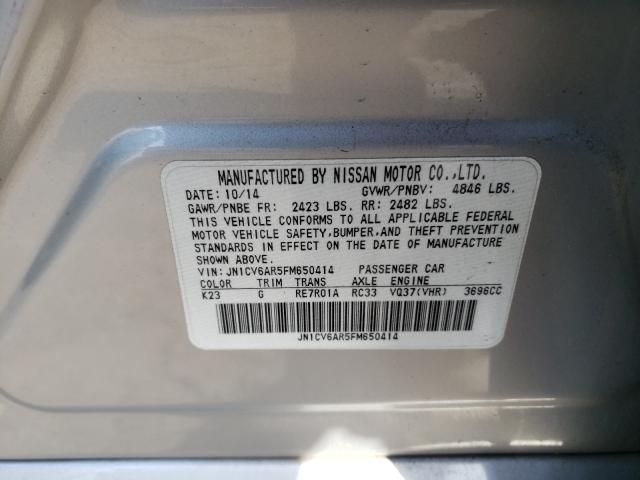 MANUFACTURED BY NISSAN MOTOR CO.,LTD.
DATE: 10/14 GVWR/PNBV: 4846 LBS.
GAWR/PNBE FR: 2423 LBS. RR: 2482 LBS.
THIS VEHICLE CONFORMS TO ALL APPLICABLE FEDERAL
MOTOR VEHICLE SAFETY,BUMPER,AND THEFT PREVENTION
STANDARDS IN EFFECT ON THE DATE OF MANUFACTURE
SHOWN ABOVE.
VIN: JN1CV6AR5FM650414 PASSENGER CAR
COLOR TRIM TRANS AXLE ENGINE
K23 G RE7R01A RC33 VQ37(VHR) 3696CC
JN1CV6AR5FM650414